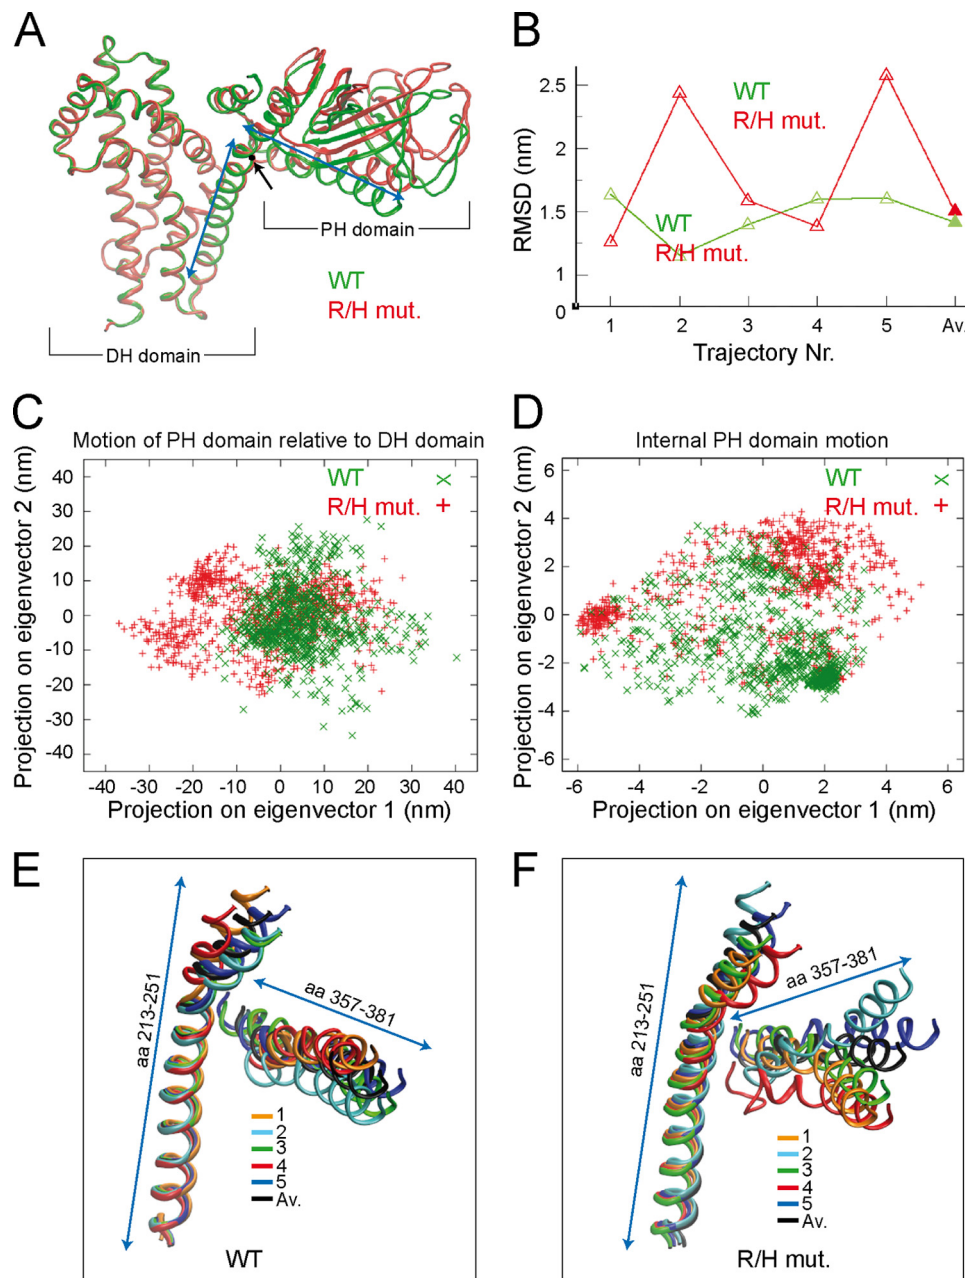 A
PH domain
WT
R/H mut.
DH domain
B
RMSD (nm)
2.5
2
1.5
1
0
WT
R/H mut.
WT
R/H mut.
1 2 3 4 5 Av.
Trajectory Nr.
C
Motion of PH domain relative to DH domain
Projection on eigenvector 2 (nm)
40
30
20
10
0
-10
-20
-30
-40
WT ×
R/H mut. +
-40 -30 -20 -10 0 10 20 30 40
Projection on eigenvector 1 (nm)
D
Internal PH domain motion
Projection on eigenvector 2 (nm)
6
4
2
0
-2
-4
-6
WT ×
R/H mut. +
-6 -4 -2 0 2 4 6
Projection on eigenvector 1 (nm)
E
aa 213-251
aa 357-381
1
2
3
4
5
Av.
WT
F
aa 213-251
aa 357-381
1
2
3
4
5
Av.
R/H mut.